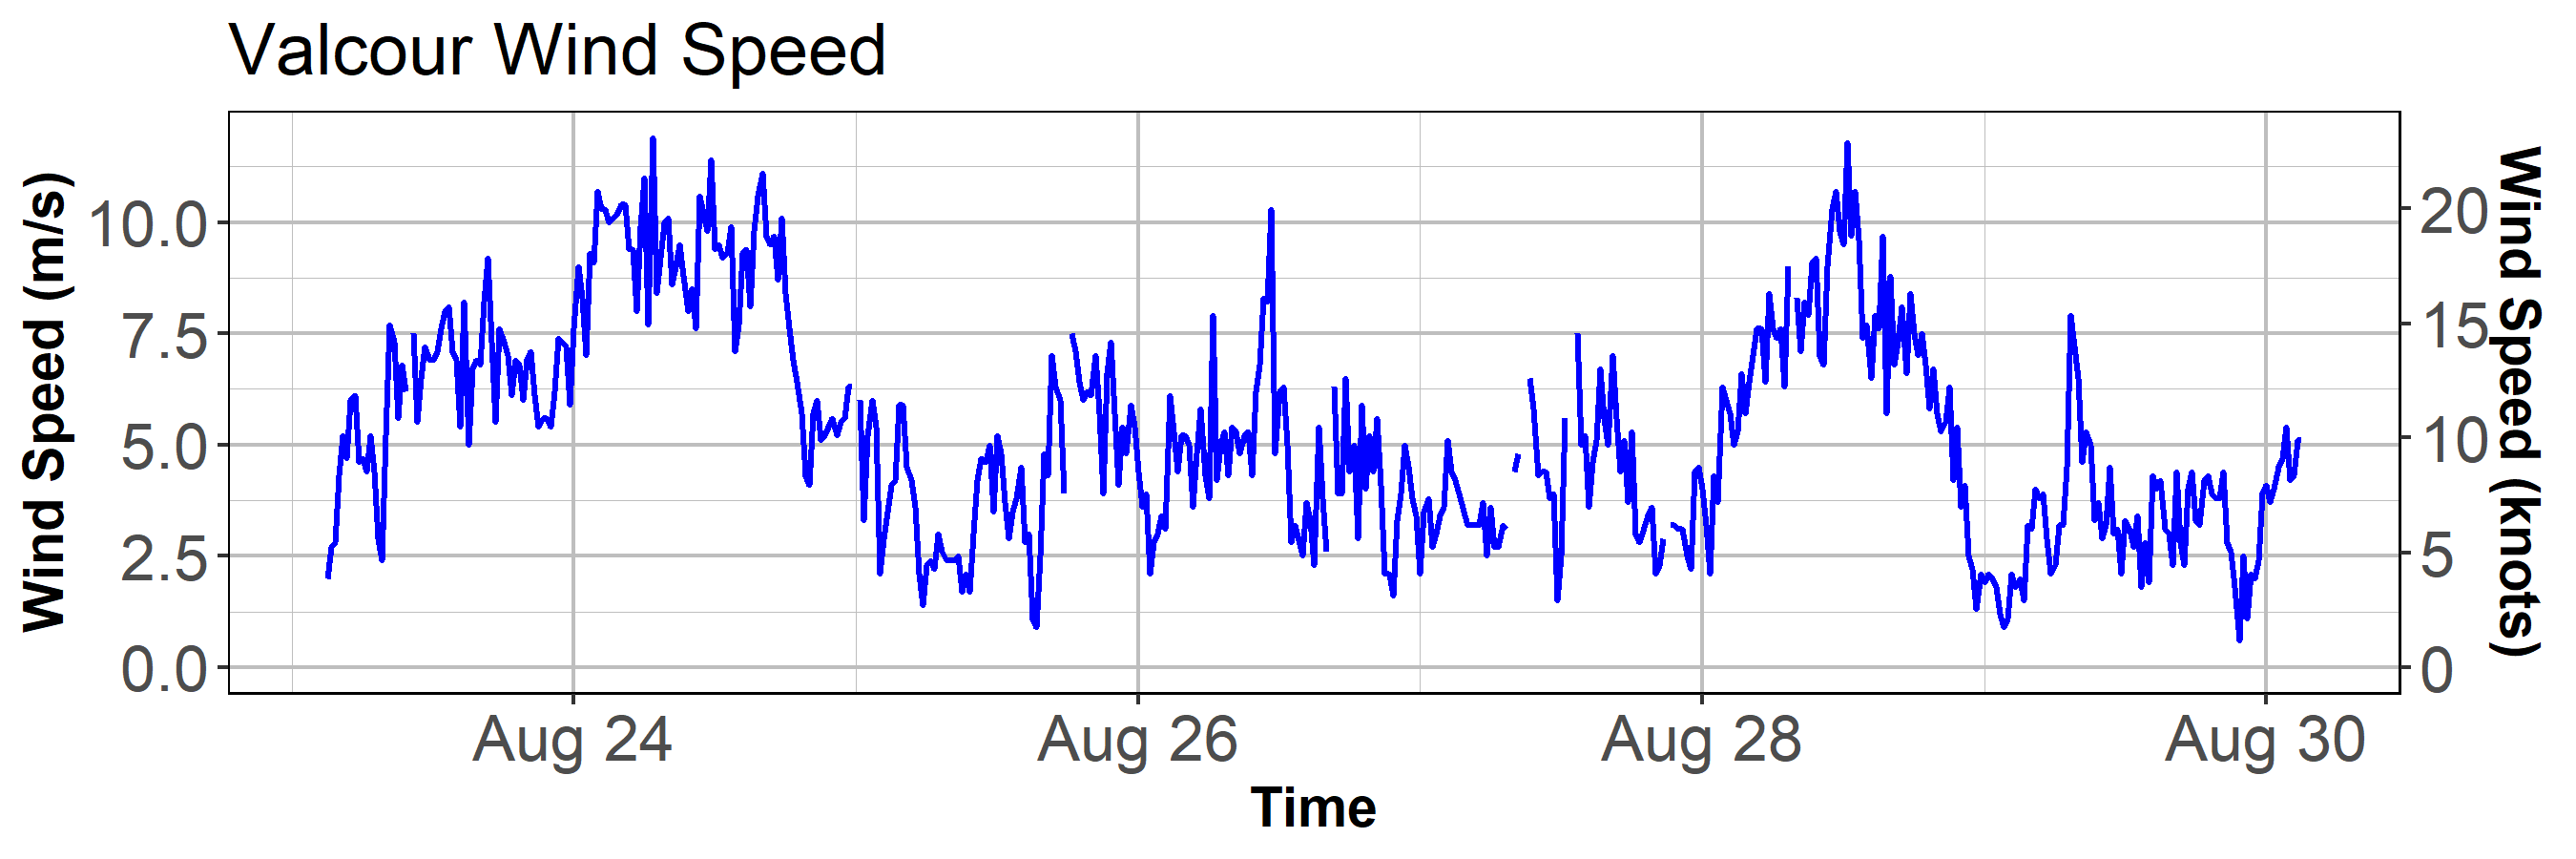 Valcour Wind Speed
Wind Speed (m/s)
10.0
7.5
5.0
2.5
0.0
20
15
10
5
0
Wind Speed (knots)
Aug 24
Aug 26
Aug 28
Aug 30
Time